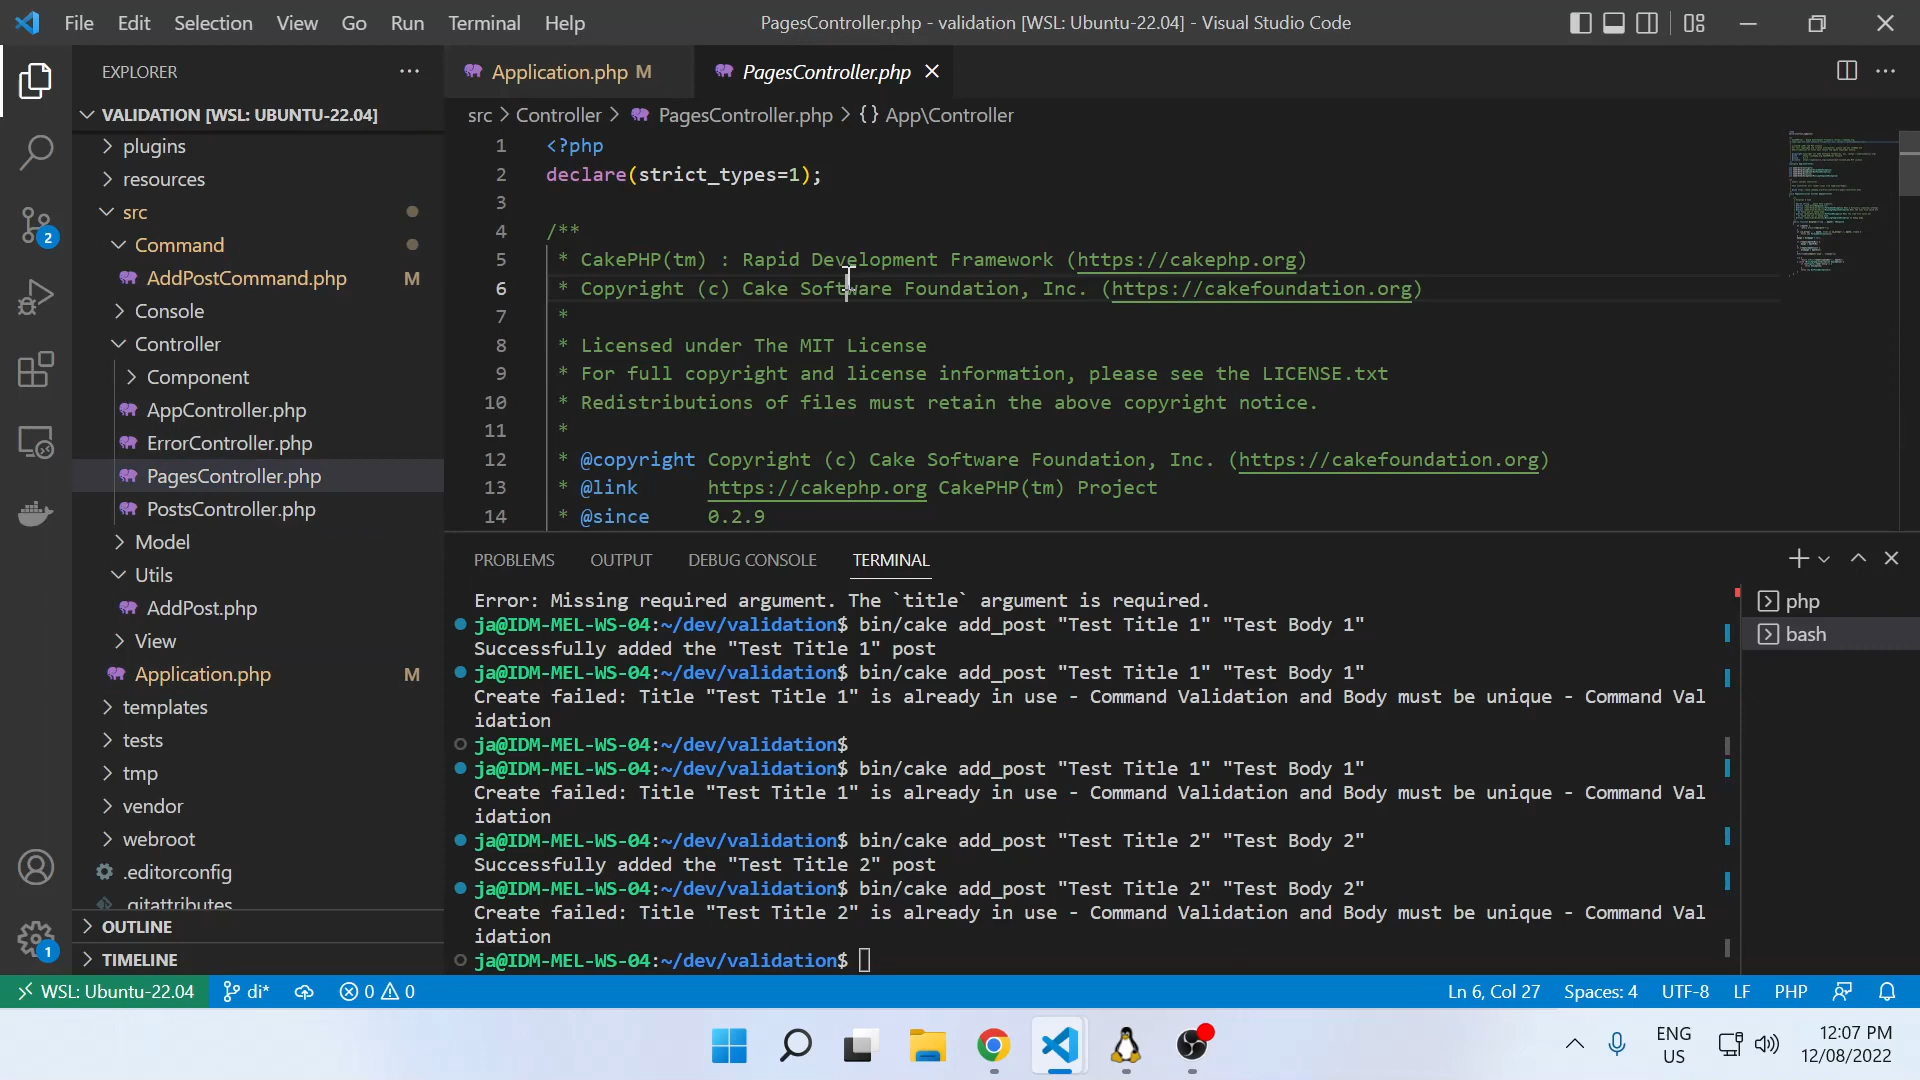 File Edit Selection View Go Run Terminal Help
PagesController.php - validation [WSL: Ubuntu-22.04] - Visual Studio Code
EXPLORER
VALIDATION [WSL: UBUNTU-22.04]
plugins
resources
src
Command
AddPostCommand.php M
Console
Controller
Component
AppController.php
ErrorController.php
PagesController.php
PostsController.php
Model
Utils
AddPost.php
View
Application.php M
templates
tests
tmp
vendor
webroot
.editorconfig
.gitattributes
OUTLINE
TIMELINE
2
1
Application.php M
PagesController.php
src > Controller > PagesController.php > {} App\Controller
1 <?php
2 declare(strict_types=1);
3
4 /**
5 * CakePHP(tm) : Rapid Development Framework (https://cakephp.org)
6 * Copyright (c) Cake Software Foundation, Inc. (https://cakefoundation.org)
7 *
8 * Licensed under The MIT License
9 * For full copyright and license information, please see the LICENSE.txt
10 * Redistributions of files must retain the above copyright notice.
11 *
12 * @copyright Copyright (c) Cake Software Foundation, Inc. (https://cakefoundation.org)
13 * @link https://cakephp.org CakePHP(tm) Project
14 * @since 0.2.9
PROBLEMS OUTPUT DEBUG CONSOLE TERMINAL
Error: Missing required argument. The `title` argument is required.
ja@IDM-MEL-WS-04:~/dev/validation$ bin/cake add_post "Test Title 1" "Test Body 1"
Successfully added the "Test Title 1" post
ja@IDM-MEL-WS-04:~/dev/validation$ bin/cake add_post "Test Title 1" "Test Body 1"
Create failed: Title "Test Title 1" is already in use - Command Validation and Body must be unique - Command Val
idation
ja@IDM-MEL-WS-04:~/dev/validation$
ja@IDM-MEL-WS-04:~/dev/validation$ bin/cake add_post "Test Title 1" "Test Body 1"
Create failed: Title "Test Title 1" is already in use - Command Validation and Body must be unique - Command Val
idation
ja@IDM-MEL-WS-04:~/dev/validation$ bin/cake add_post "Test Title 2" "Test Body 2"
Successfully added the "Test Title 2" post
ja@IDM-MEL-WS-04:~/dev/validation$ bin/cake add_post "Test Title 2" "Test Body 2"
Create failed: Title "Test Title 2" is already in use - Command Validation and Body must be unique - Command Val
idation
ja@IDM-MEL-WS-04:~/dev/validation$
php
bash
WSL: Ubuntu-22.04 di* 0 0
Ln 6, Col 27 Spaces: 4 UTF-8 LF PHP
ENG
US
12:07 PM
12/08/2022